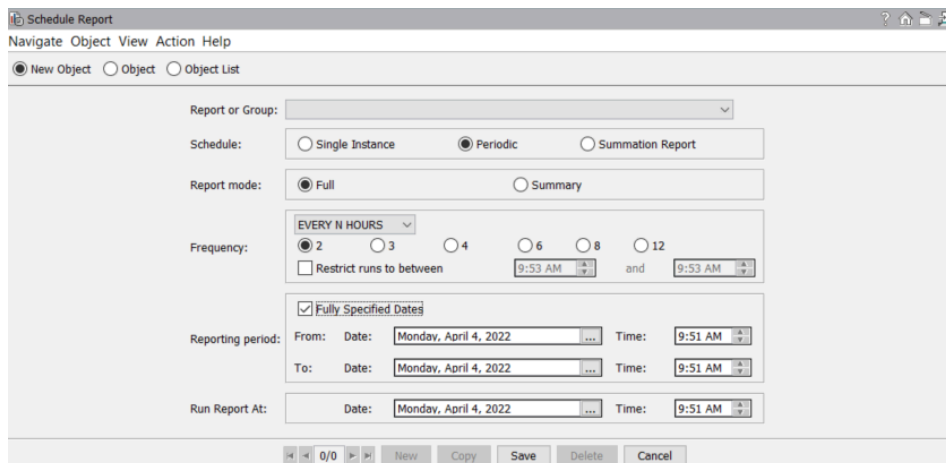 Schedule Report
Navigate Object View Action Help
New Object Object Object List
Report or Group:
Schedule: Single Instance Periodic Summation Report
Report mode: Full Summary
EVERY N HOURS
Frequency: 2 3 4 6 8 12
Restrict runs to between 9:53 AM and 9:53 AM
Fully Specified Dates
Reporting period: From: Date: Monday, April 4, 2022 ... Time: 9:51 AM
To: Date: Monday, April 4, 2022 ... Time: 9:51 AM
Run Report At: Date: Monday, April 4, 2022 ... Time: 9:51 AM
0/0 New Copy Save Delete Cancel